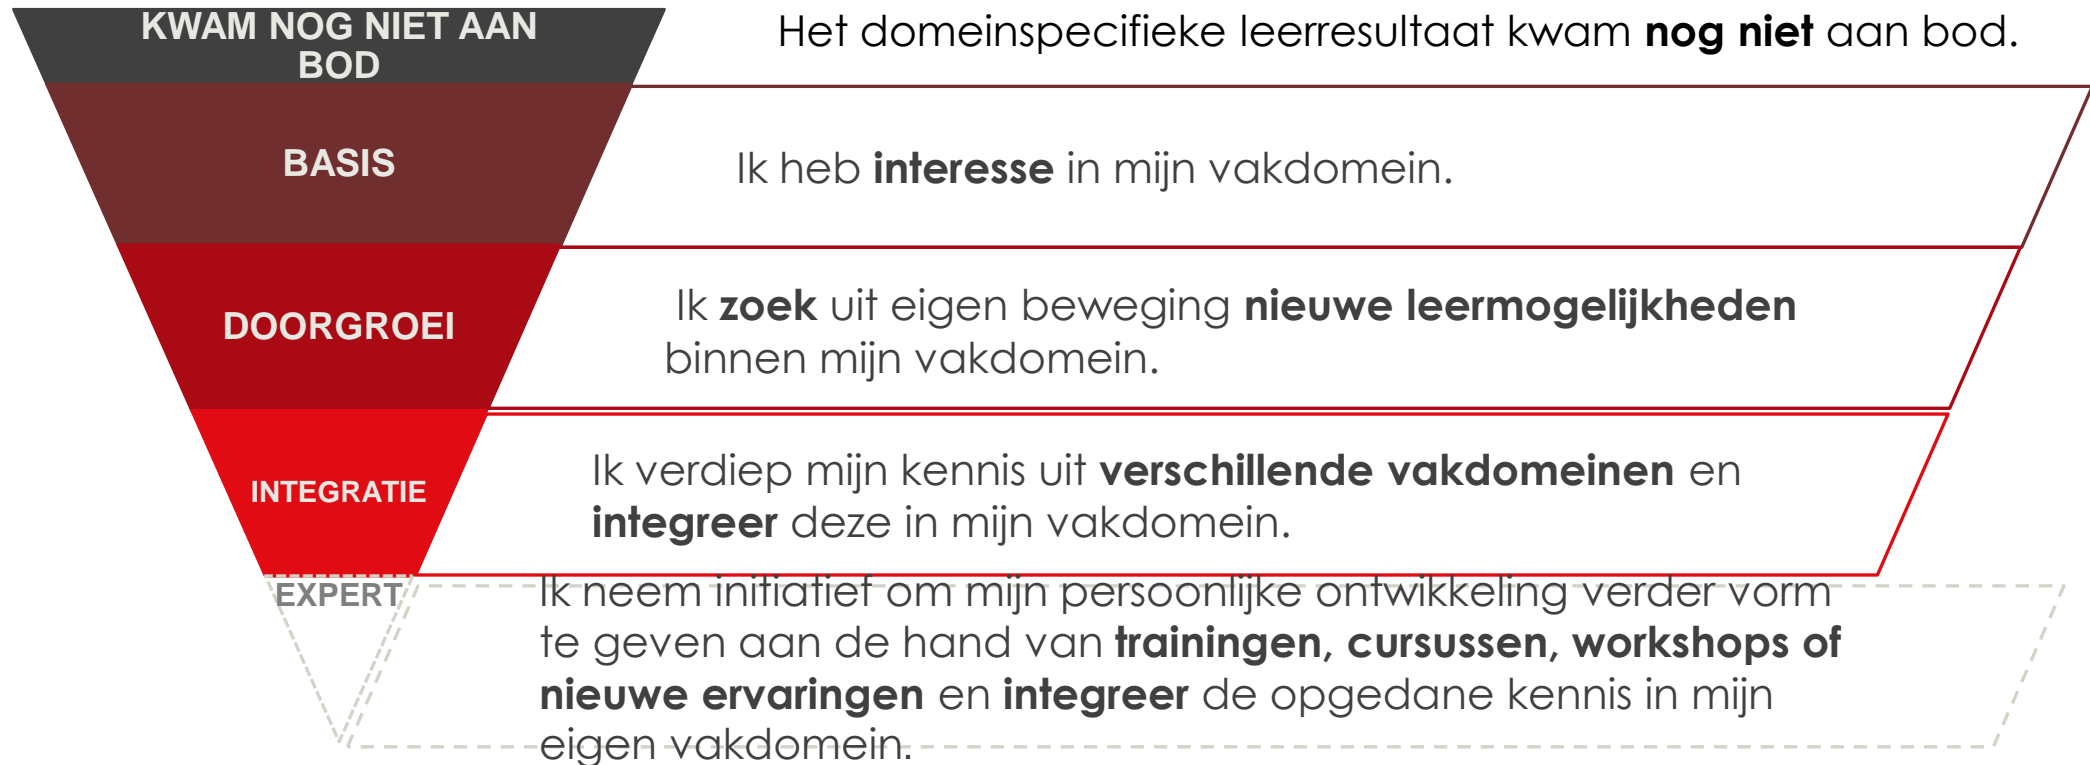 KWAM NOG NIET AAN
BOD
Het domeinspecifieke leerresultaat kwam nog niet aan bod.
BASIS
Ik heb interesse in mijn vakdomein.
DOORGROEI
Ik zoek uit eigen beweging nieuwe leermogelijkheden
binnen mijn vakdomein.
INTEGRATIE
Ik verdiep mijn kennis uit verschillende vakdomeinen en
integreer deze in mijn vakdomein.
EXPERT
Ik neem initiatief om mijn persoonlijke ontwikkeling verder vorm
te geven aan de hand van trainingen, cursussen, workshops of
nieuwe ervaringen en integreer de opgedane kennis in mijn
eigen vakdomein.